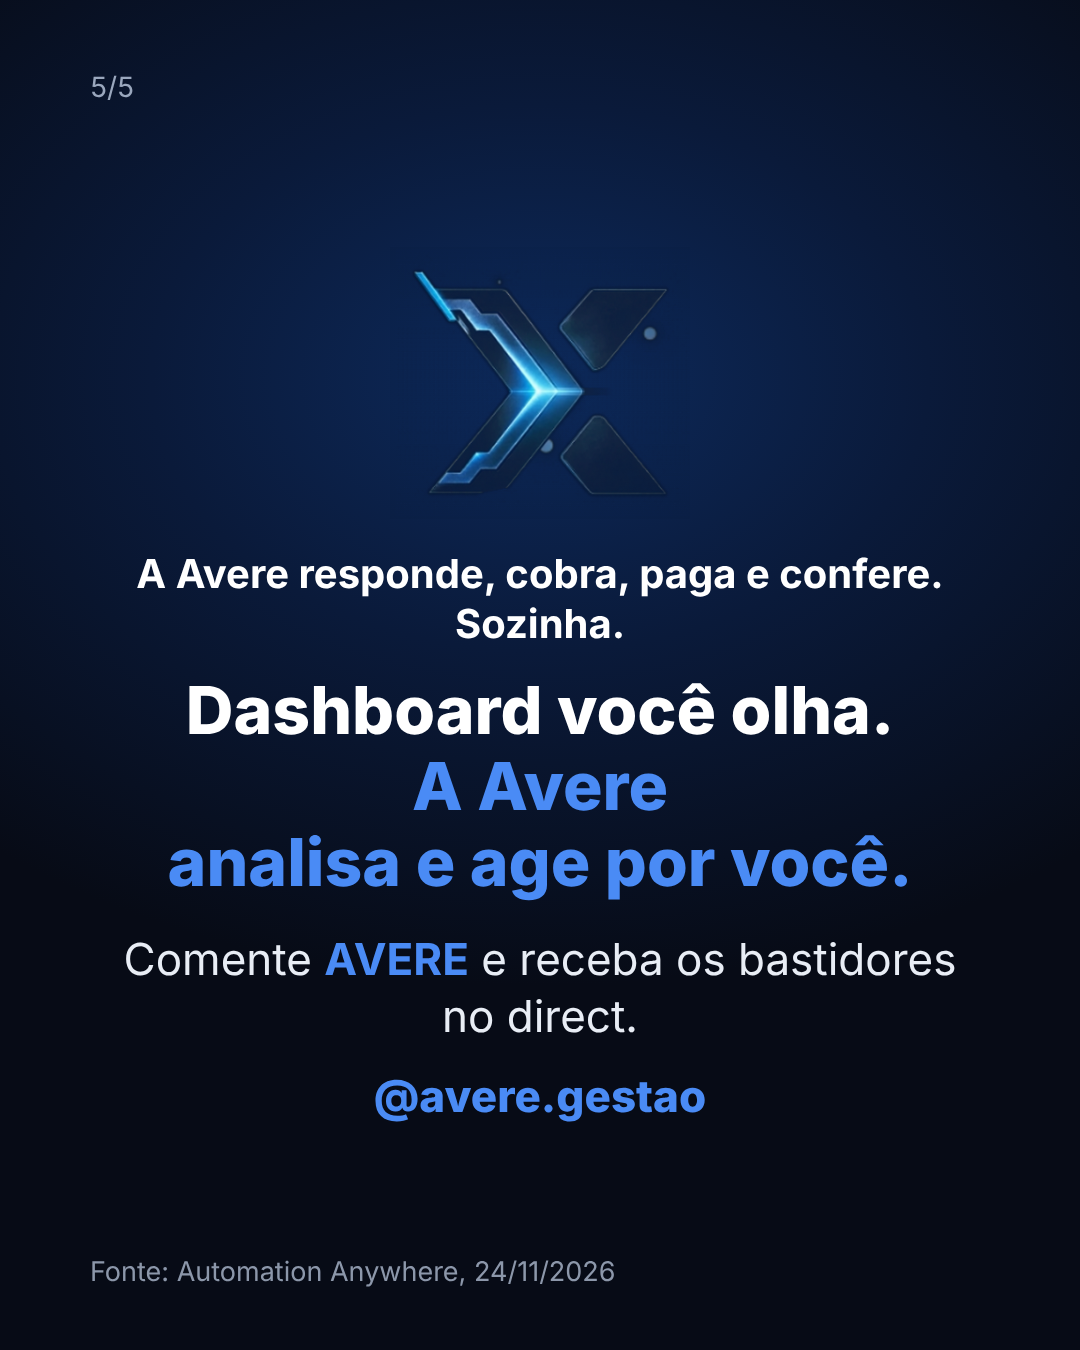 5/5
A Avere responde, cobra, paga e confere.
Sozinha.
Dashboard você olha.
A Avere
analisa e age por você.
Comente AVERE e receba os bastidores
no direct.
@avere.gestao
Fonte: Automation Anywhere, 24/11/2026